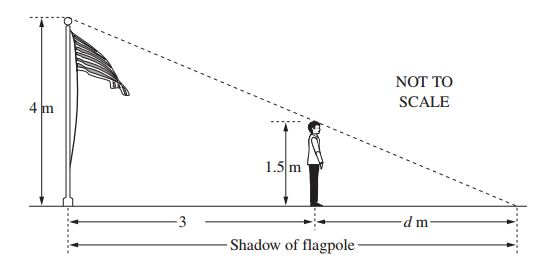 NOT TO
SCALE
4 m
1.5 m
3
d m
Shadow of flagpole